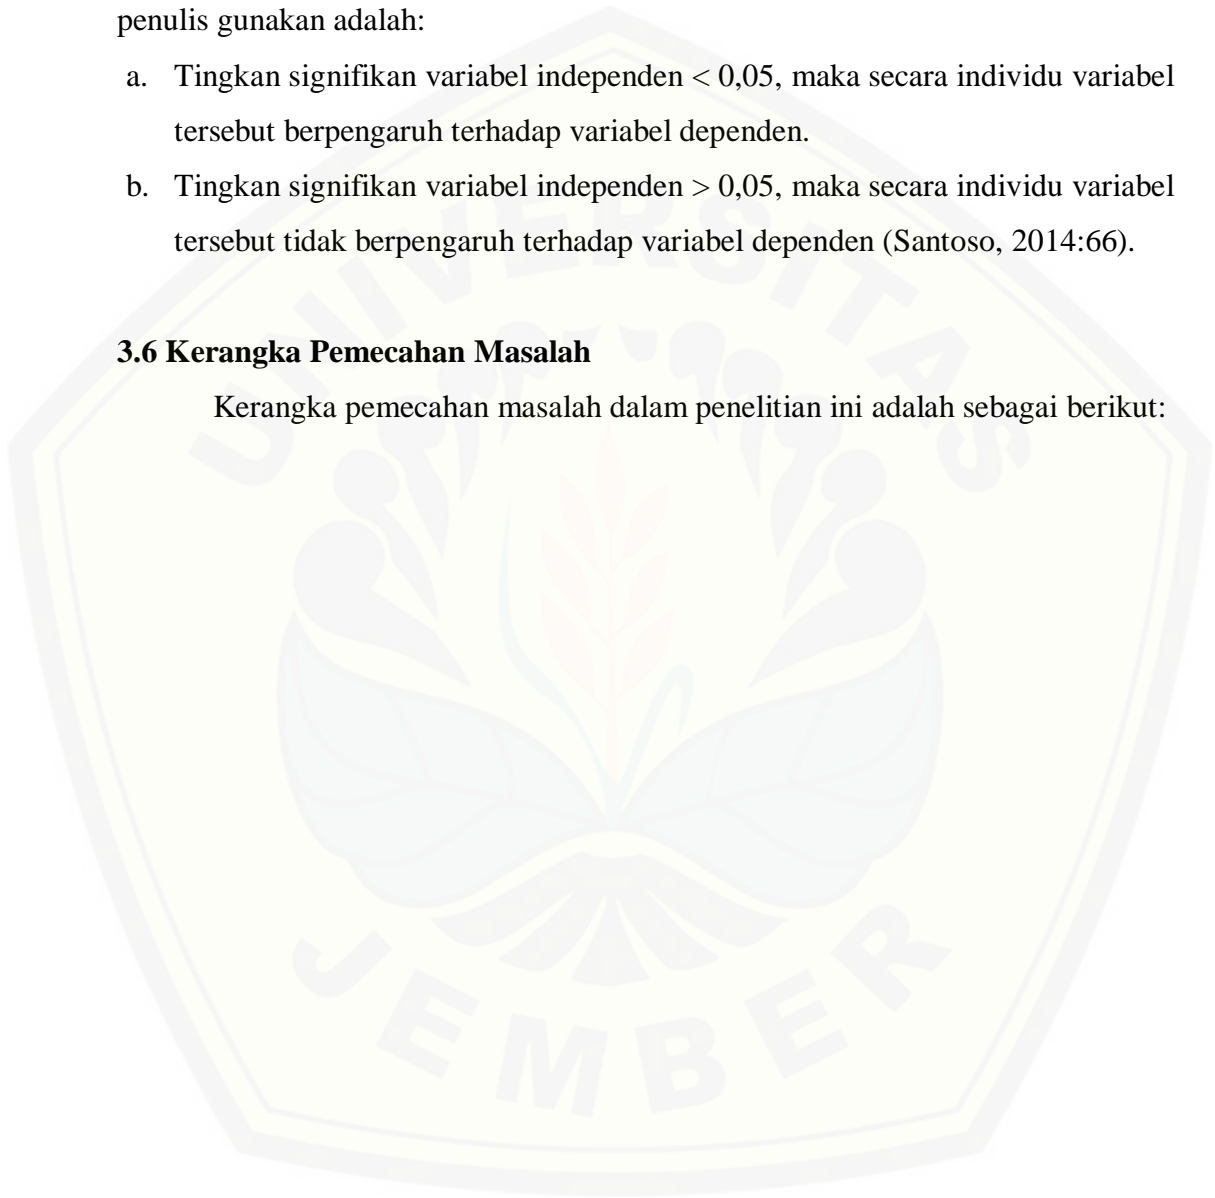 penulis gunakan adalah:
a. Tingkan signifikan variabel independen < 0,05, maka secara individu variabel
tersebut berpengaruh terhadap variabel dependen.
b. Tingkan signifikan variabel independen > 0,05, maka secara individu variabel
tersebut tidak berpengaruh terhadap variabel dependen (Santoso, 2014:66).
3.6 Kerangka Pemecahan Masalah
Kerangka pemecahan masalah dalam penelitian ini adalah sebagai berikut:
UNIVERSITAS
JEMBER